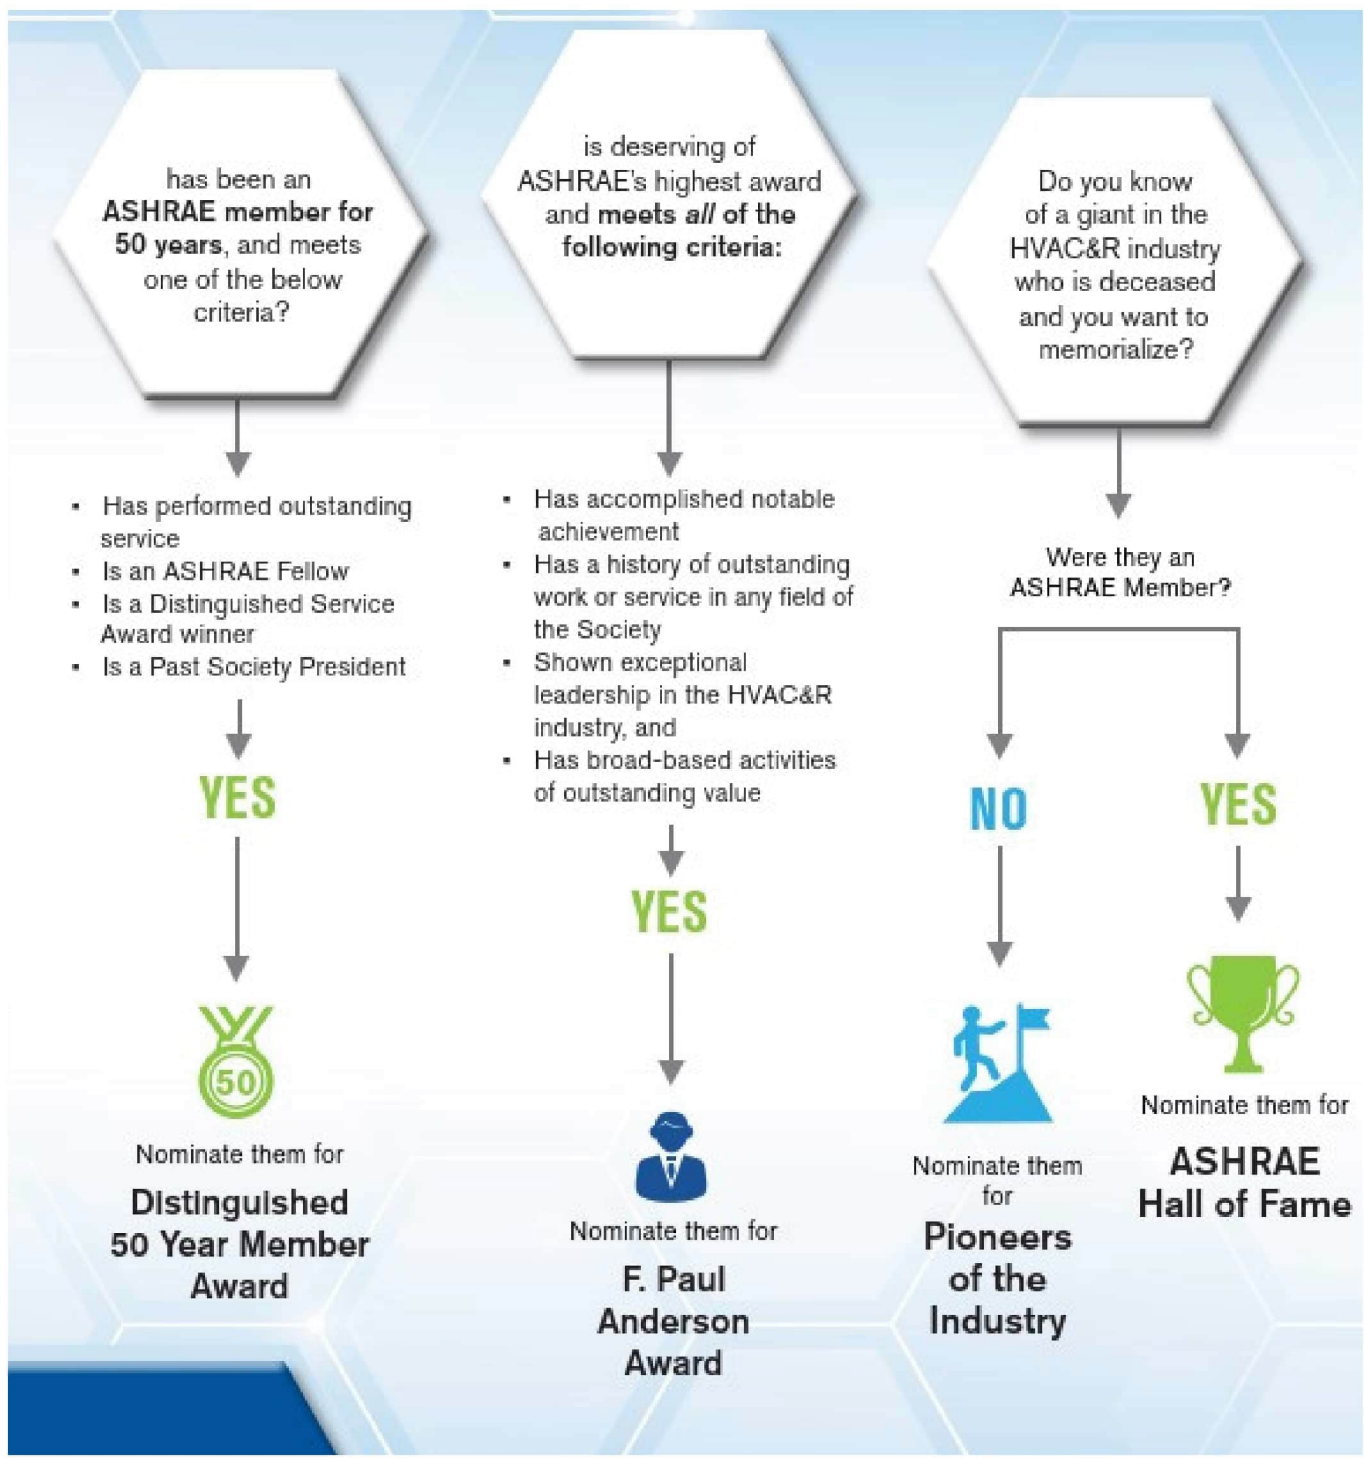 has been an
ASHRAE member for
50 years, and meets
one of the below
criteria?
▪ Has performed outstanding
service
▪ Is an ASHRAE Fellow
▪ Is a Distinguished Service
Award winner
▪ Is a Past Society President
YES
50
Nominate them for
Distinguished
50 Year Member
Award
is deserving of
ASHRAE's highest award
and meets all of the
following criteria:
▪ Has accomplished notable
achievement
▪ Has a history of outstanding
work or service in any field of
the Society
▪ Shown exceptional
leadership in the HVAC&R
industry, and
▪ Has broad-based activities
of outstanding value
YES
Nominate them for
F. Paul
Anderson
Award
Do you know
of a giant in the
HVAC&R industry
who is deceased
and you want to
memorialize?
Were they an
ASHRAE Member?
NO
Nominate them
for
Pioneers
of the
Industry
YES
Nominate them for
ASHRAE
Hall of Fame